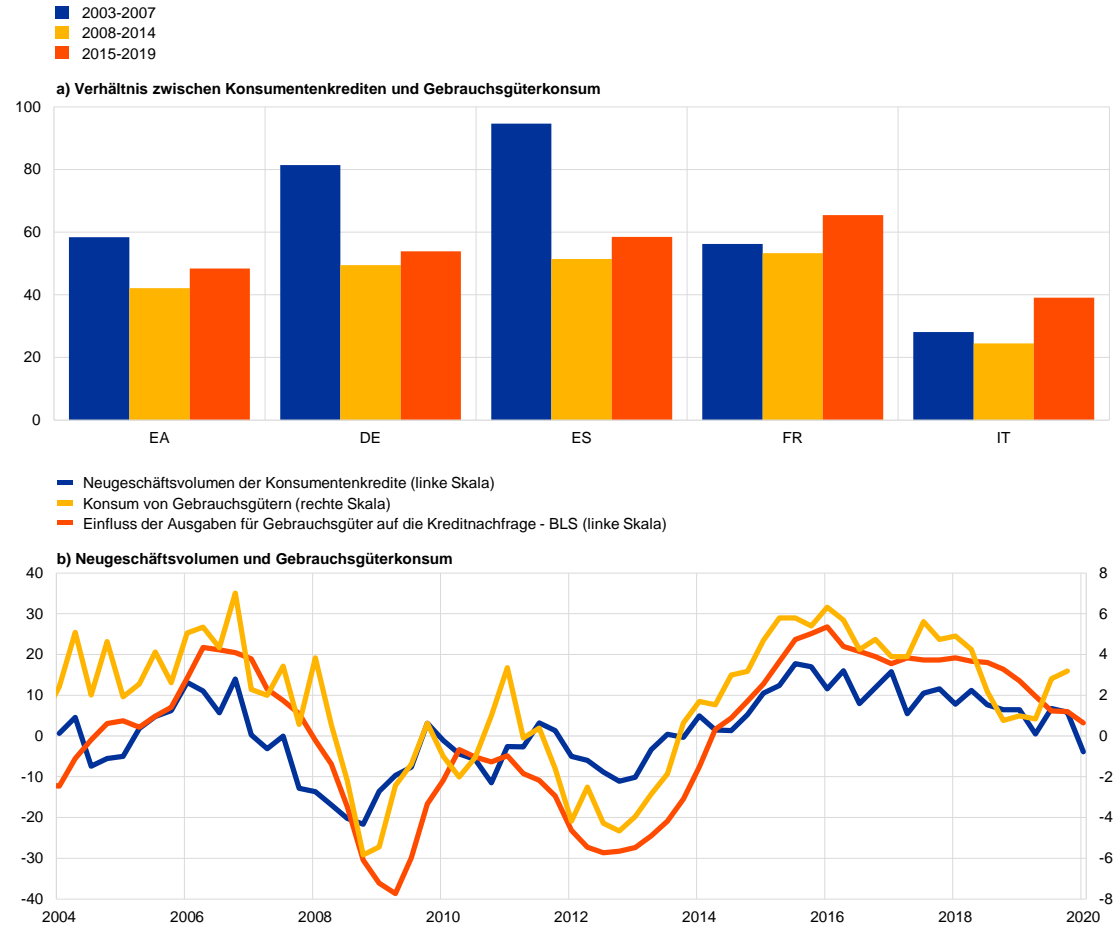 2003-2007
2008-2014
2015-2019
a) Verhältnis zwischen Konsumentenkrediten und Gebrauchsgüterkonsum
100
80
60
40
20
0
EA DE ES FR IT
Neugeschäftsvolumen der Konsumentenkredite (linke Skala)
Konsum von Gebrauchsgütern (rechte Skala)
Einfluss der Ausgaben für Gebrauchsgüter auf die Kreditnachfrage - BLS (linke Skala)
b) Neugeschäftsvolumen und Gebrauchsgüterkonsum
40 8
30 6
20 4
10 2
0 0
-10 -2
-20 -4
-30 -6
-40 -8
2004 2006 2008 2010 2012 2014 2016 2018 2020